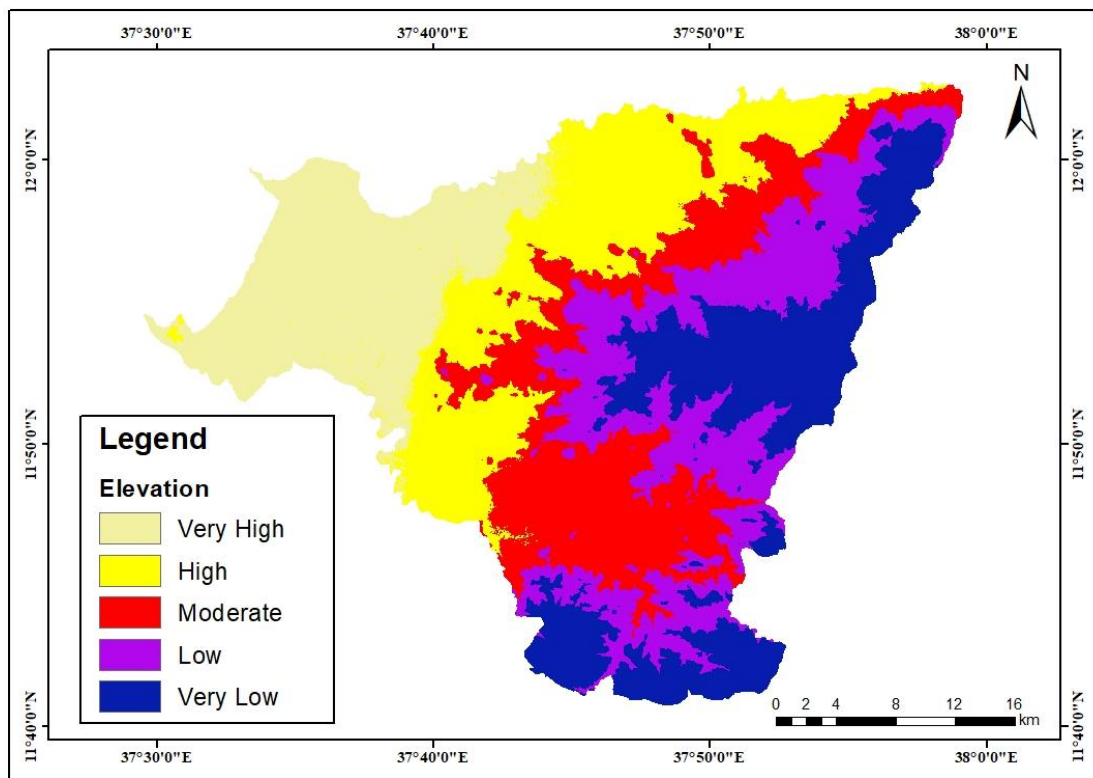 37°30'0"E 37°40'0"E 37°50'0"E 38°0'0"E
N
12°0'0"N 12°0'0"N
11°50'0"N 11°50'0"N
Legend
Elevation
Very High
High
Moderate
Low
Very Low
0 2 4 8 12 16
km
11°40'0"N 11°40'0"N
37°30'0"E 37°40'0"E 37°50'0"E 38°0'0"E